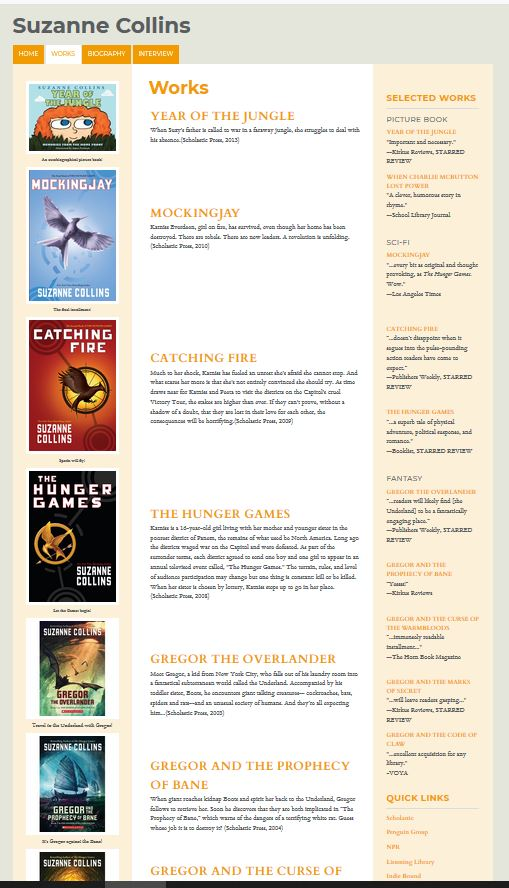 Suzanne Collins
HOME
WORKS
BIOGRAPHY
INTERVIEW
SUZANNE COLLINS
YEAR OF THE JUNGLE
MEMORIES FROM THE HOME FRONT
An autobiographical picture book!
MOCKINGJAY
SUZANNE COLLINS
The final installment!
CATCHING FIRE
SUZANNE COLLINS
Sparks will fly!
THE HUNGER GAMES
SUZANNE COLLINS
Let the Games begin!
SUZANNE COLLINS
GREGOR THE OVERLANDER
Travel to the Underland with Gregor!
SUZANNE COLLINS
GREGOR AND THE PROPHECY OF BANE
It's Gregor against the Bane!
SUZANNE COLLINS
Works
YEAR OF THE JUNGLE
When Suzy's father is called to war in a faraway jungle, she struggles to deal with
his absence.(Scholastic Press, 2013)
MOCKINGJAY
Katniss Everdeen, girl on fire, has survived, even though her home has been
destroyed. There are rebels. There are new leaders. A revolution is unfolding.
(Scholastic Press, 2010)
CATCHING FIRE
Much to her shock, Katniss has fueled an unrest she's afraid she cannot stop. And
what scares her more is that she's not entirely convinced she should try. As time
draws near for Katniss and Peeta to visit the districts on the Capitol's cruel
Victory Tour, the stakes are higher than ever. If they can't prove, without a
shadow of a doubt, that they are lost in their love for each other, the
consequences will be horrifying.(Scholastic Press, 2009)
THE HUNGER GAMES
Katniss is a 16-year-old girl living with her mother and younger sister in the
poorest district of Panem, the remains of what used be North America. Long ago
the districts waged war on the Capitol and were defeated. As part of the
surrender terms, each district agreed to send one boy and one girl to appear in an
annual televised event called, "The Hunger Games." The terrain, rules, and level
of audience participation may change but one thing is constant: kill or be killed.
When her sister is chosen by lottery, Katniss steps up to go in her place.
(Scholastic Press, 2008)
GREGOR THE OVERLANDER
Meet Gregor, a kid from New York City, who falls out of his laundry room into
a fantastical subterranean world called the Underland. Accompanied by his
toddler sister, Boots, he encounters giant talking creatures— cockroaches, bats,
spiders and rats—and an unusual society of humans. And they're all expecting
him...(Scholastic Press, 2003)
GREGOR AND THE PROPHECY
OF BANE
When giant roaches kidnap Boots and spirit her back to the Underland, Gregor
follows to retrieve her. Soon he discovers that they are both implicated in "The
Prophecy of Bane," which warns of the dangers of a terrifying white rat. Guess
whose job it is to destroy it? (Scholastic Press, 2004)
GREGOR AND THE CURSE OF
SELECTED WORKS
PICTURE BOOK
YEAR OF THE JUNGLE
"Important and necessary."
—Kirkus Reviews, STARRED
REVIEW
WHEN CHARLIE MCBUTTON
LOST POWER
"A clever, humorous story in
rhyme."
—School Library Journal
SCI-FI
MOCKINGJAY
"...every bit as original and thought
provoking, as The Hunger Games.
Wow."
—Los Angeles Times
CATCHING FIRE
"...doesn't disappoint when it
segues into the pulse-pounding
action readers have come to
expect."
—Publishers Weekly, STARRED
REVIEW
THE HUNGER GAMES
"...a superb tale of physical
adventure, political suspense, and
romance."
—Booklist, STARRED REVIEW
FANTASY
GREGOR THE OVERLANDER
"...readers will likely find [the
Underland] to be a fantastically
engaging place."
—Publishers Weekly, STARRED
REVIEW
GREGOR AND THE
PROPHECY OF BANE
"Yesss!"
—Kirkus Reviews
GREGOR AND THE CURSE OF
THE WARMBLOODS
"...immensely readable
installment..."
—The Horn Book Magazine
GREGOR AND THE MARKS
OF SECRET
"...will leave readers gasping..."
—Kirkus Reviews, STARRED
REVIEW
GREGOR AND THE CODE OF
CLAW
"...excellent acquisition for any
library."
–VOYA
QUICK LINKS
Scholastic
Penguin Group
NPR
Listening Library
Indie Bound